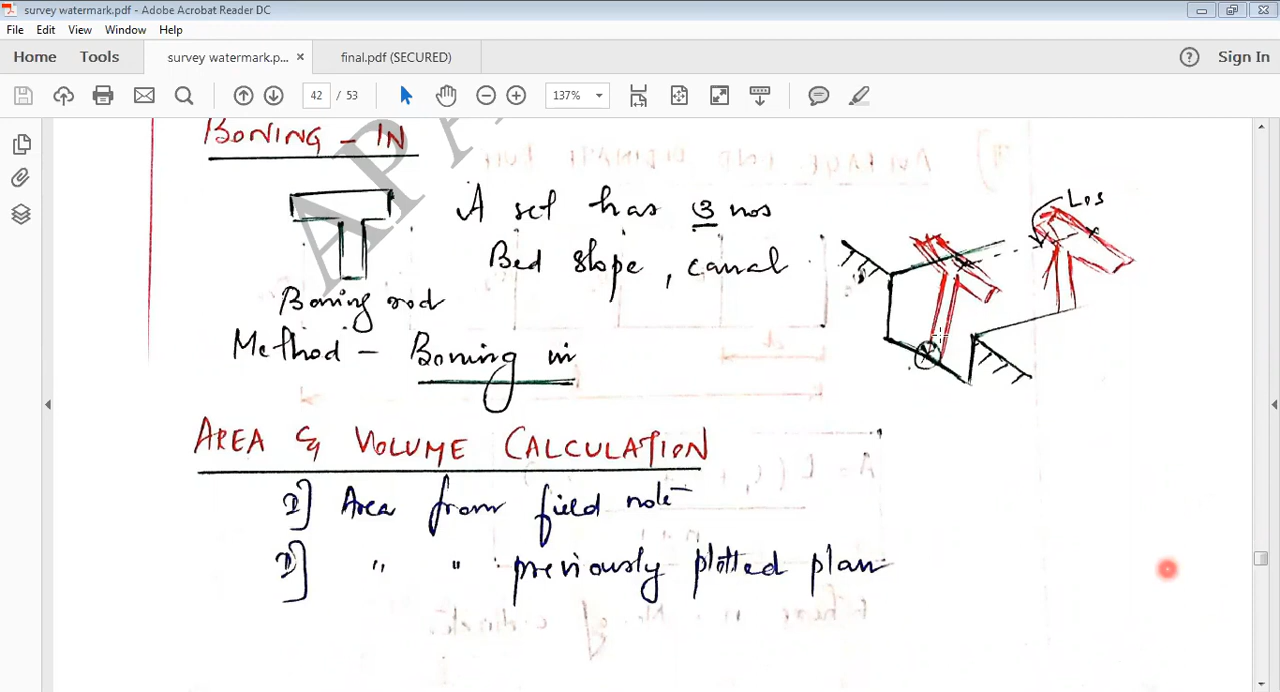 survey watermark.pdf - Adobe Acrobat Reader DC
File Edit View Window Help
Home Tools survey watermark.p... × final.pdf (SECURED) ? Sign In
42 / 53 137%
BONING - IN
A set has 3 nos
Los
Bed slope, canal
Boning rod
Method - Boning in
AREA & VOLUME CALCULATION
I] Area from field note
II] " " previously plotted plan